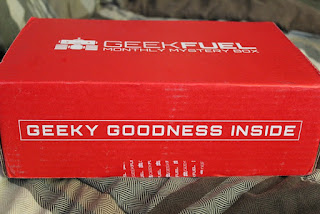 GEEKFUEL
MONTHLY MYSTERY BOX
GEEKY GOODNESS INSIDE